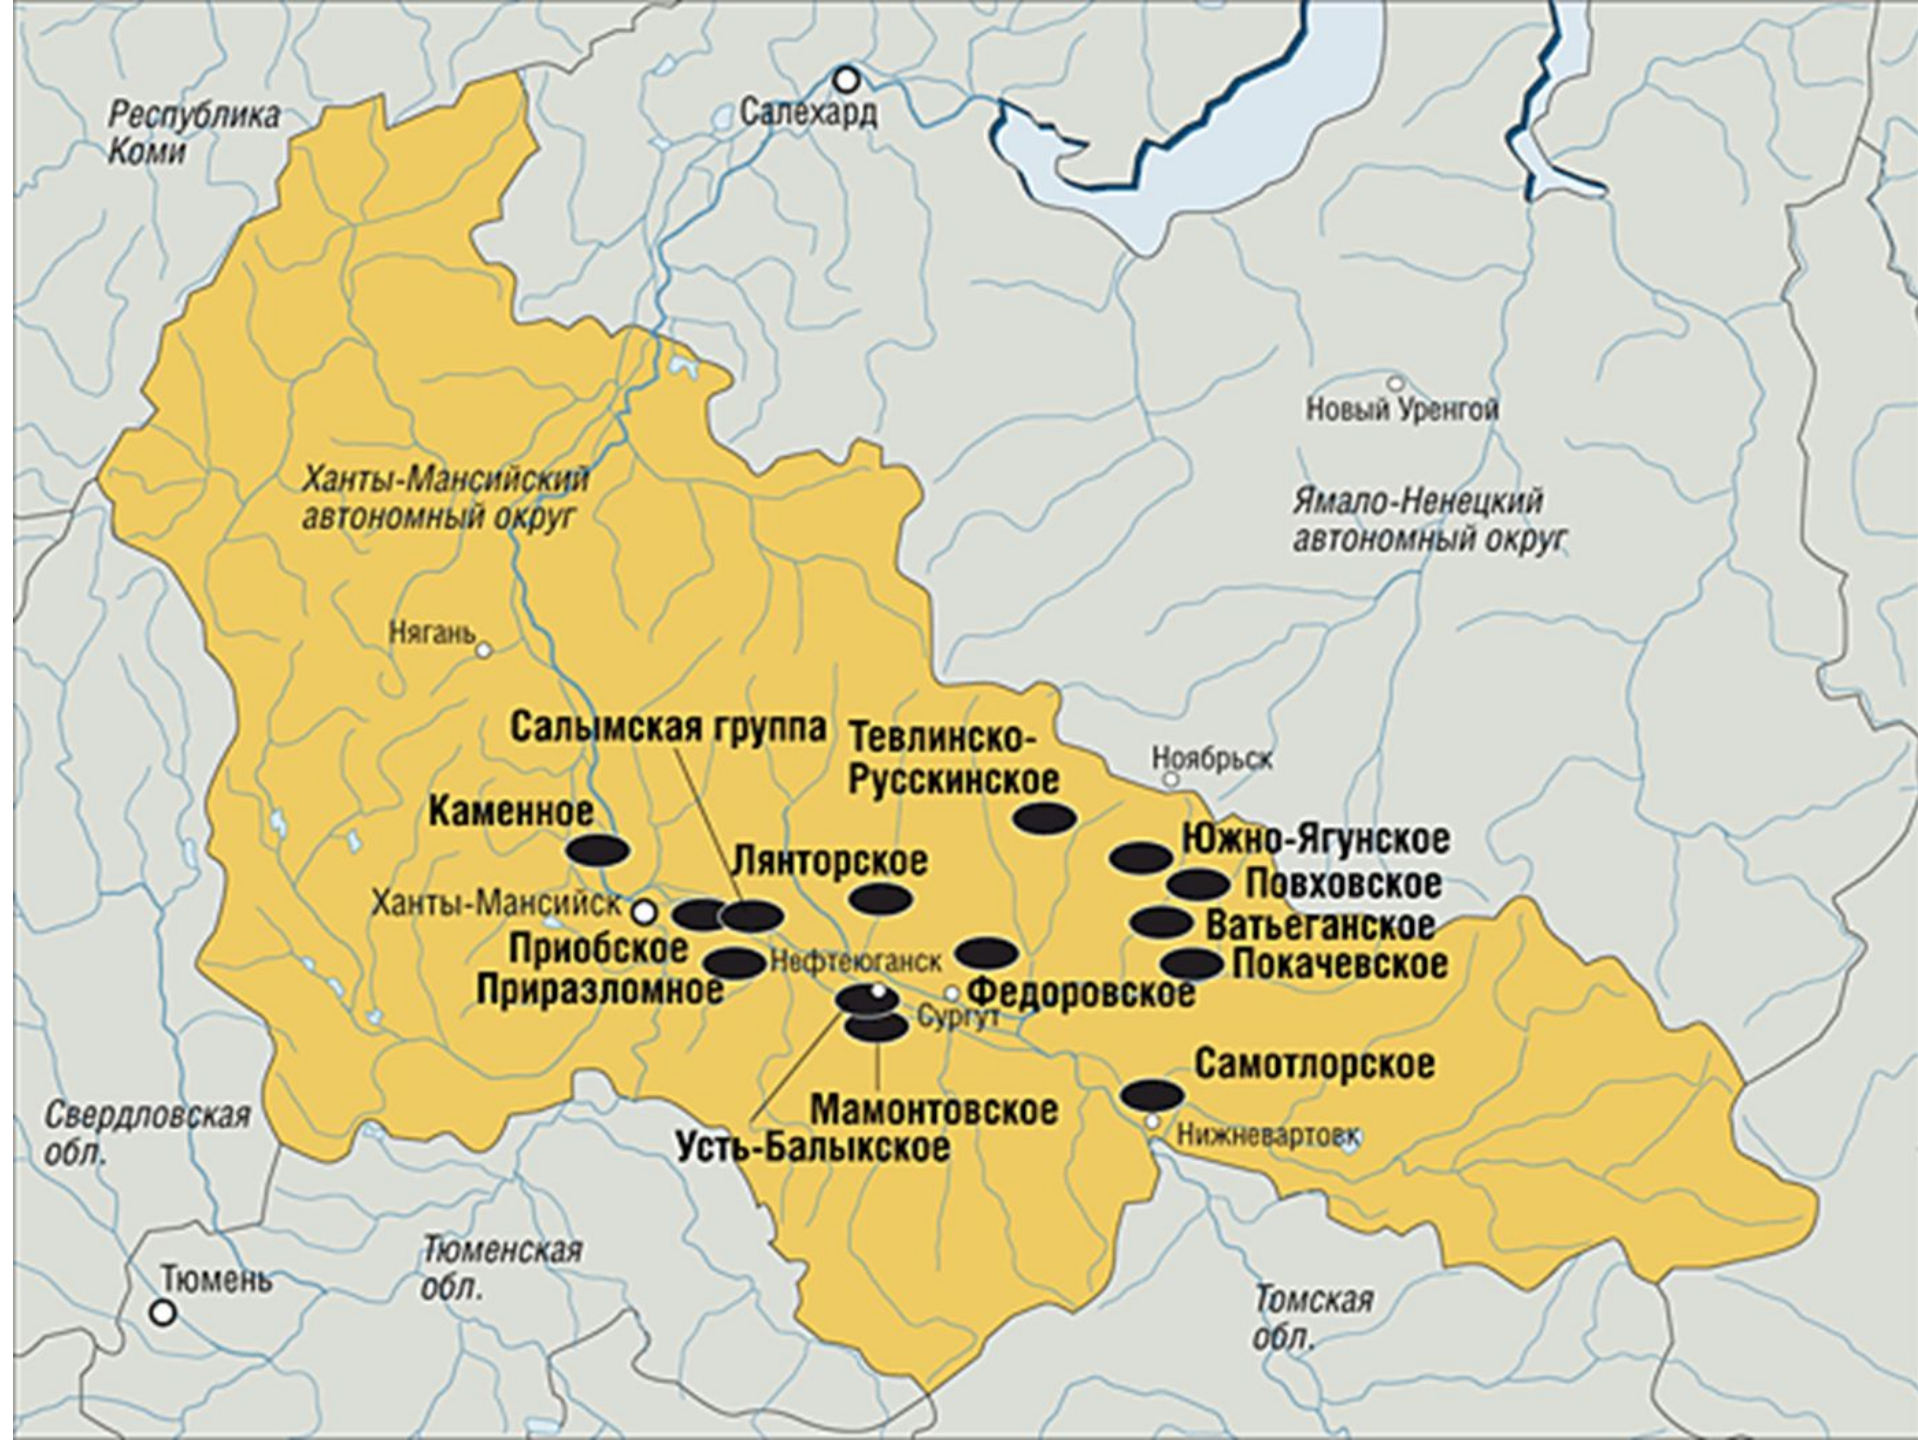 Республика
Коми
Салехард
Новый Уренгой
Ханты-Мансийский
автономный округ
Ямало-Ненецкий
автономный округ
Нягань
Салымская группа
Тевлинско-
Русскинское
Ноябрьск
Каменное
Южно-Ягунское
Лянторское
Повховское
Ханты-Мансийск
Ватьеганское
Приобское
Нефтеюганск
Покачевское
Приразломное
Федоровское
Сургут
Самотлорское
Мамонтовское
Нижневартовк
Усть-Балыкское
Свердловская
обл.
Тюменская
обл.
Тюмень
Томская
обл.